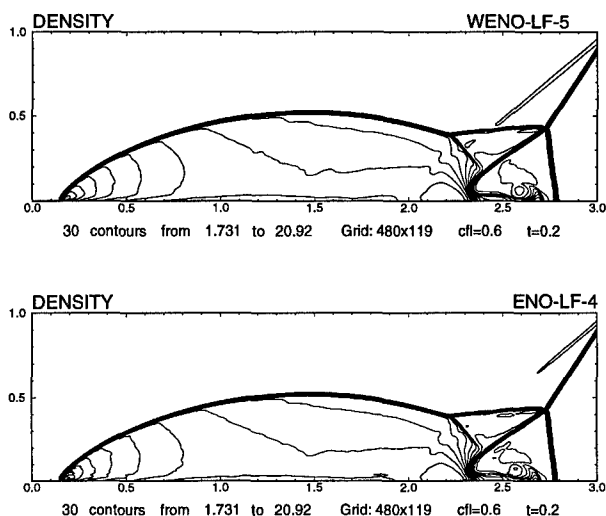 DENSITY WENO-LF-5
1.0
0.5
0.0 0.5 1.0 1.5 2.0 2.5 3.0
30 contours from 1.731 to 20.92 Grid: 480x119 cfl=0.6 t=0.2
DENSITY ENO-LF-4
1.0
0.5
0.0 0.5 1.0 1.5 2.0 2.5 3.0
30 contours from 1.731 to 20.92 Grid: 480x119 cfl=0.6 t=0.2